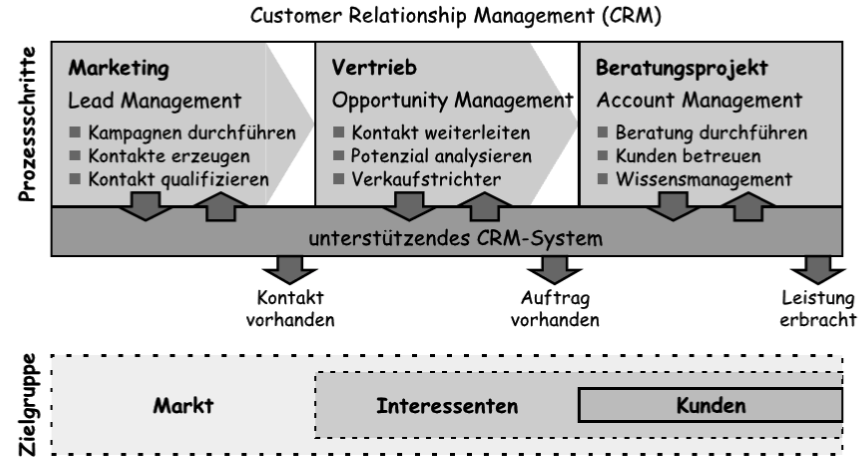 Customer Relationship Management (CRM)
Prozessschritte
Marketing
Lead Management
Kampagnen durchführen
Kontakte erzeugen
Kontakt qualifizieren
Vertrieb
Opportunity Management
Kontakt weiterleiten
Potenzial analysieren
Verkaufstrichter
Beratungsprojekt
Account Management
Beratung durchführen
Kunden betreuen
Wissensmanagement
unterstützendes CRM-System
Kontakt
vorhanden
Auftrag
vorhanden
Leistung
erbracht
Zielgruppe
Markt
Interessenten
Kunden